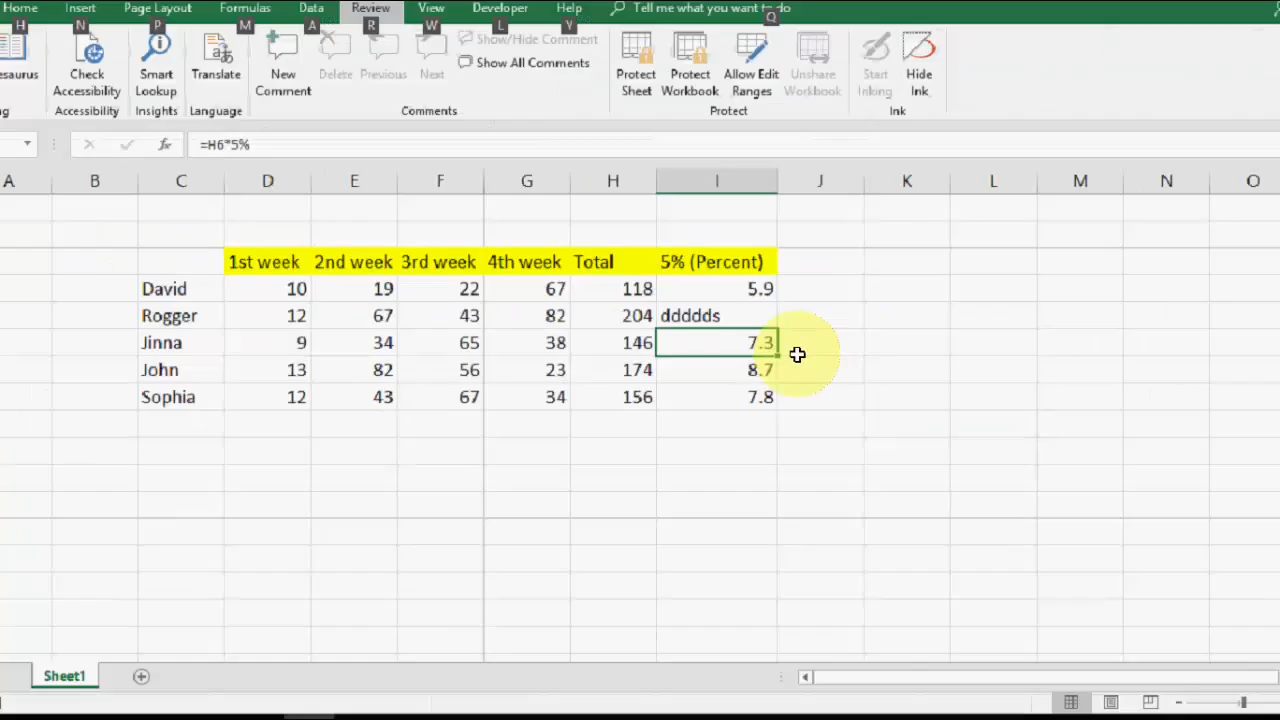 Home Insert Page Layout Formulas Data Review View Developer Help Tell me what you want to do
H N P M A R W L Y Q
esaurus Check Accessibility Smart Lookup Translate New Comment Delete Previous Next Show/Hide Comment Show All Comments Protect Sheet Protect Workbook Allow Edit Ranges Unshare Workbook Start Inking Hide Ink
ng Accessibility Insights Language Comments Protect Ink
fx =H6*5%
A B C D E F G H I J K L M N O
1st week 2nd week 3rd week 4th week Total 5% (Percent)
David 10 19 22 67 118 5.9
Rogger 12 67 43 82 204 ddddds
Jinna 9 34 65 38 146 7.3
John 13 82 56 23 174 8.7
Sophia 12 43 67 34 156 7.8
Sheet1